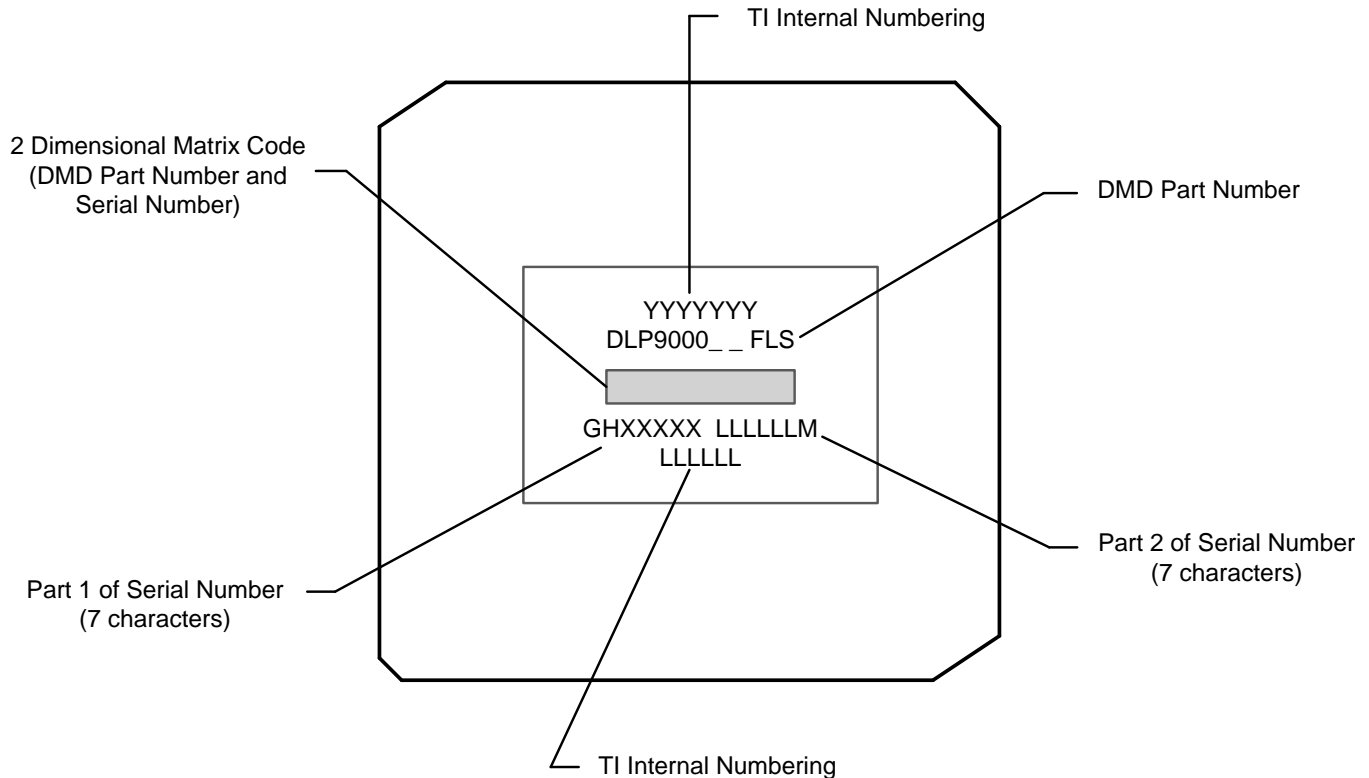 TI Internal Numbering
2 Dimensional Matrix Code
(DMD Part Number and
Serial Number)
DMD Part Number
YYYYYYY
DLP9000_ _ FLS
GHXXXXX LLLLLLM
LLLLLL
Part 1 of Serial Number
(7 characters)
Part 2 of Serial Number
(7 characters)
TI Internal Numbering